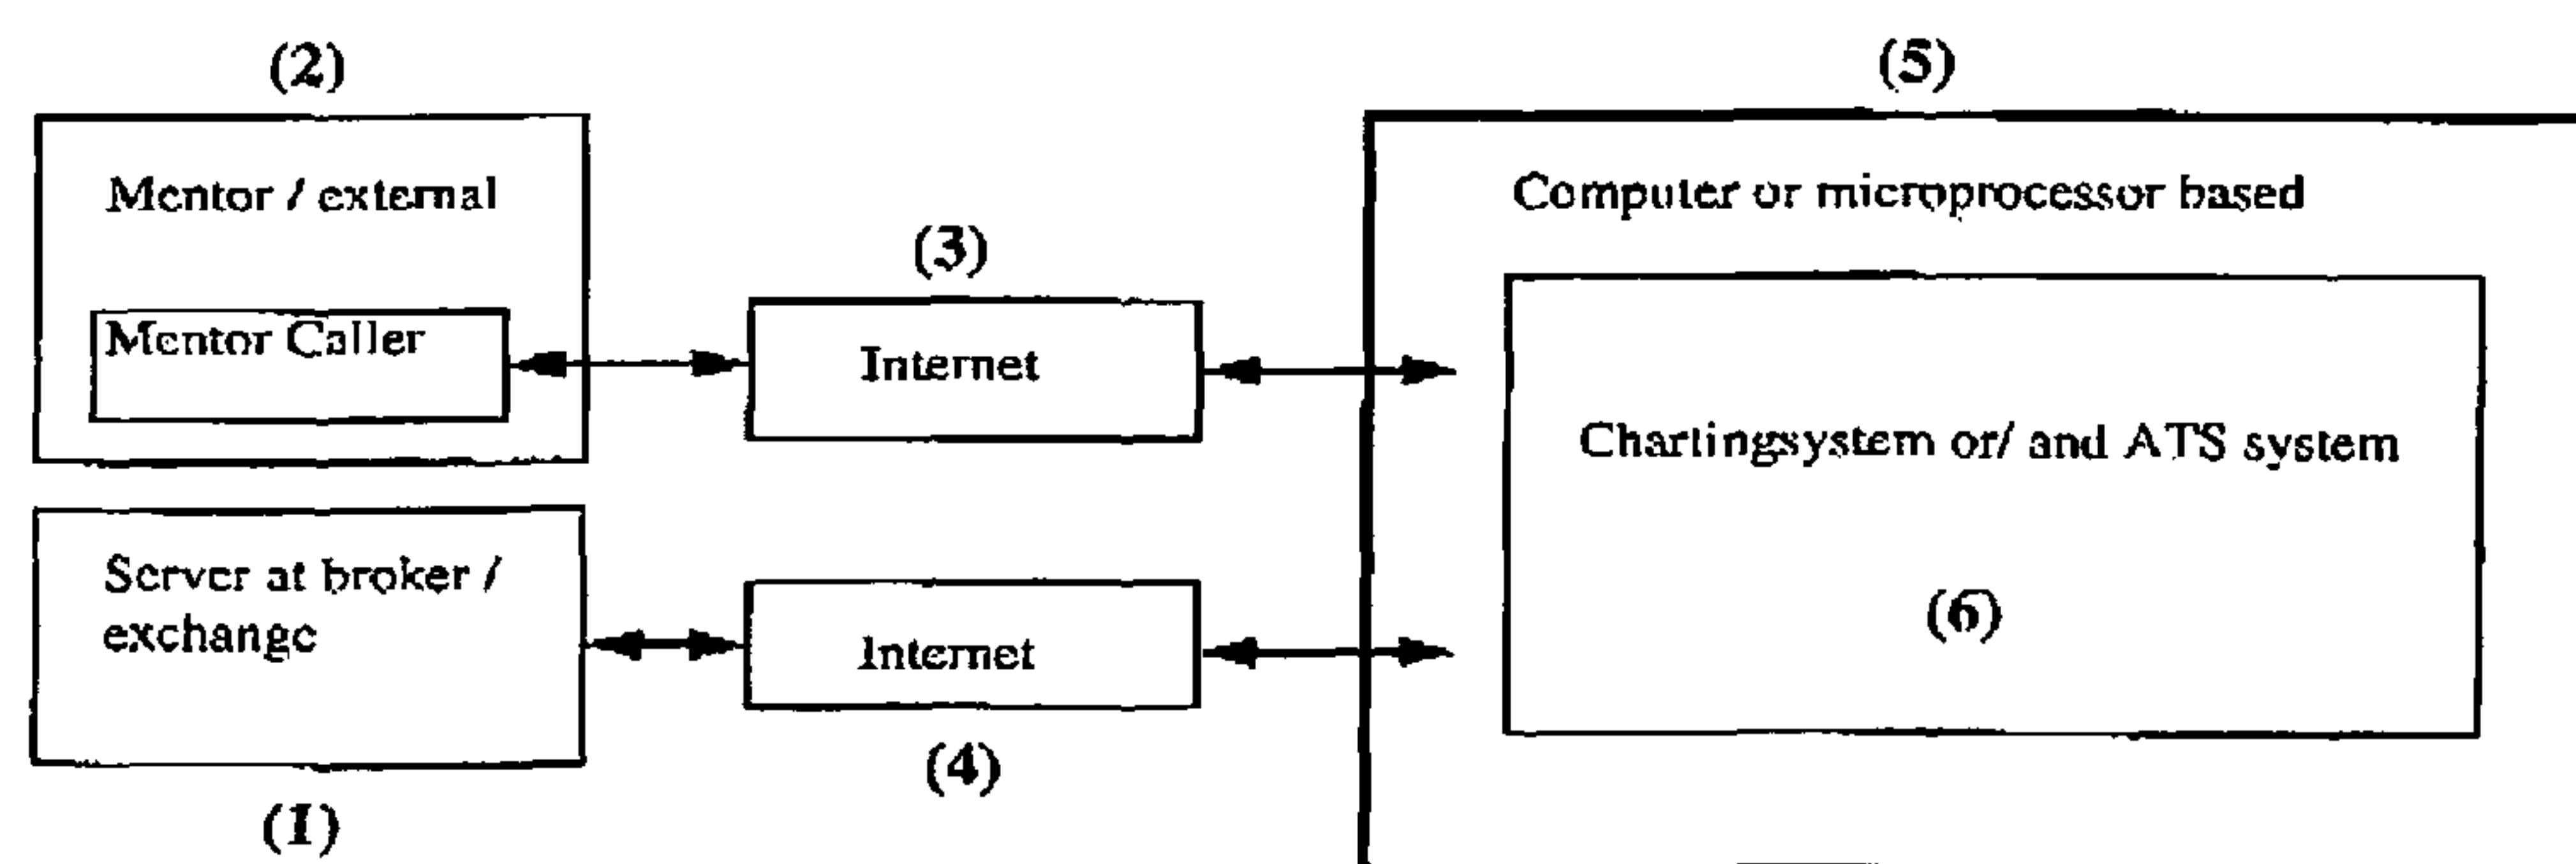 (2)
Mentor / external
Mentor Caller
(3)
Internet
(5)
Computer or microprocessor based
Chartingsystem or/ and ATS system
(6)
Server at broker /
exchange
(1)
Internet
(4)